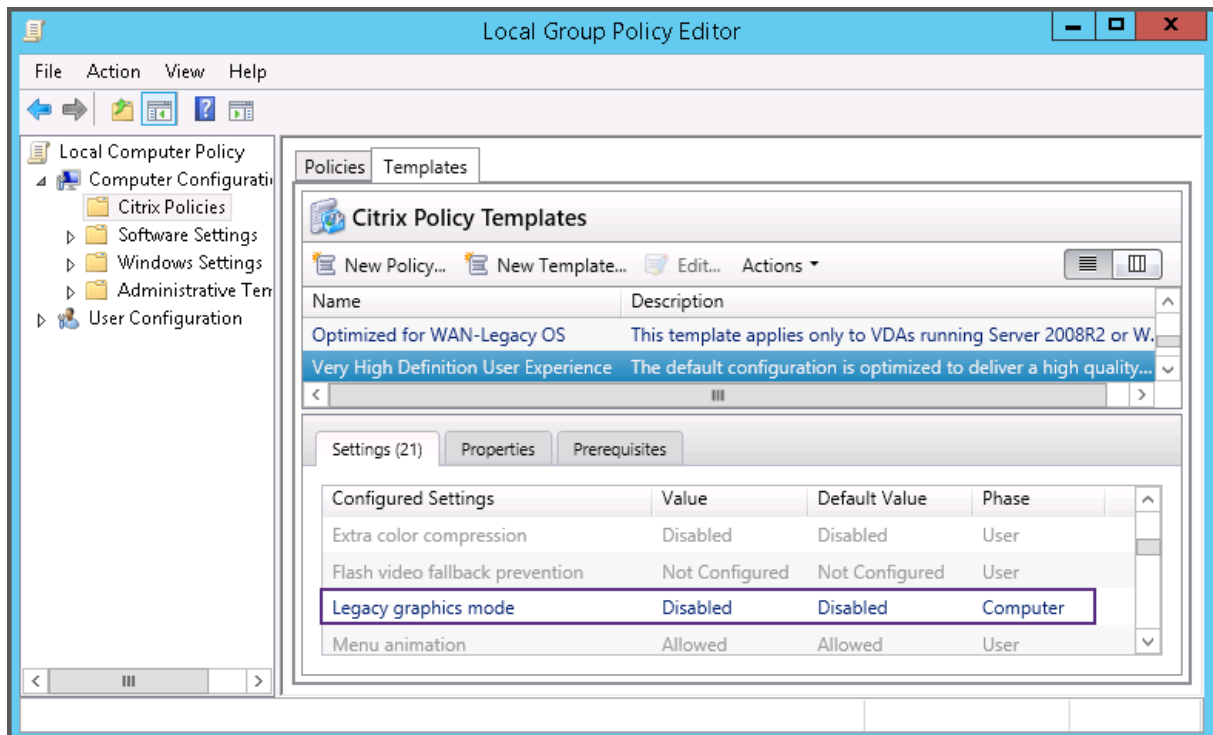 Local Group Policy Editor
x
File Action View Help
?
Local Computer Policy
Computer Configurati
Citrix Policies
Software Settings
Windows Settings
Administrative Tem
User Configuration
Policies Templates
Citrix Policy Templates
New Policy... New Template... Edit... Actions
Name Description
Optimized for WAN-Legacy OS This template applies only to VDAs running Server 2008R2 or W.
Very High Definition User Experience The default configuration is optimized to deliver a high quality...
Settings (21) Properties Prerequisites
Configured Settings Value Default Value Phase
Extra color compression Disabled Disabled User
Flash video fallback prevention Not Configured Not Configured User
Legacy graphics mode Disabled Disabled Computer
Menu animation Allowed Allowed User